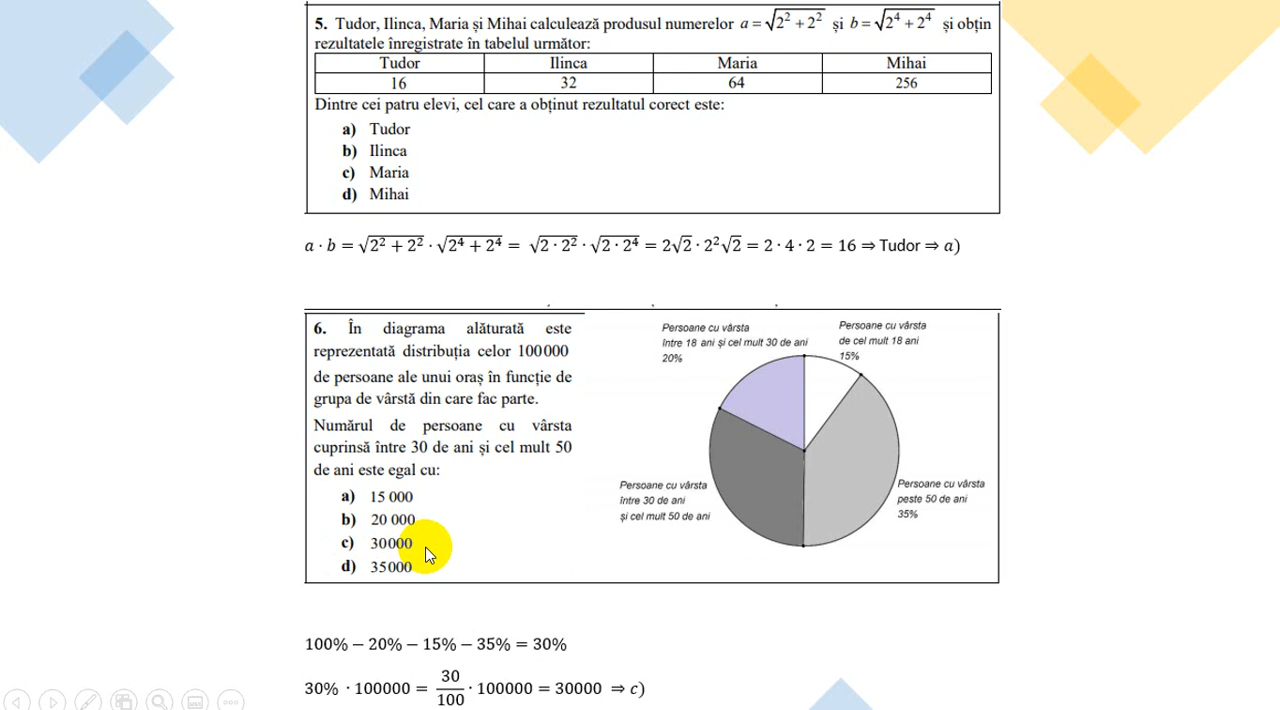 5. Tudor, Ilinca, Maria și Mihai calculează produsul numerelor a = √(2² + 2²) și b = √(2⁴ + 2⁴) și obțin
rezultatele înregistrate în tabelul următor:
Tudor Ilinca Maria Mihai
16 32 64 256
Dintre cei patru elevi, cel care a obținut rezultatul corect este:
a) Tudor
b) Ilinca
c) Maria
d) Mihai
a · b = √(2² + 2²) · √(2⁴ + 2⁴) = √(2 · 2²) · √(2 · 2⁴) = 2√2 · 2²√2 = 2 · 4 · 2 = 16 ⇒ Tudor ⇒ a)
6. În diagrama alăturată este
reprezentată distribuția celor 100000
de persoane ale unui oraș în funcție de
grupa de vârstă din care fac parte.
Numărul de persoane cu vârsta
cuprinsă între 30 de ani și cel mult 50
de ani este egal cu:
a) 15 000
b) 20 000
c) 30000
d) 35000
Persoane cu vârsta
între 18 ani și cel mult 30 de ani
20%
Persoane cu vârsta
de cel mult 18 ani
15%
Persoane cu vârsta
între 30 de ani
și cel mult 50 de ani
Persoane cu vârsta
peste 50 de ani
35%
100% − 20% − 15% − 35% = 30%
30% · 100000 = 30/100 · 100000 = 30000 ⇒ c)